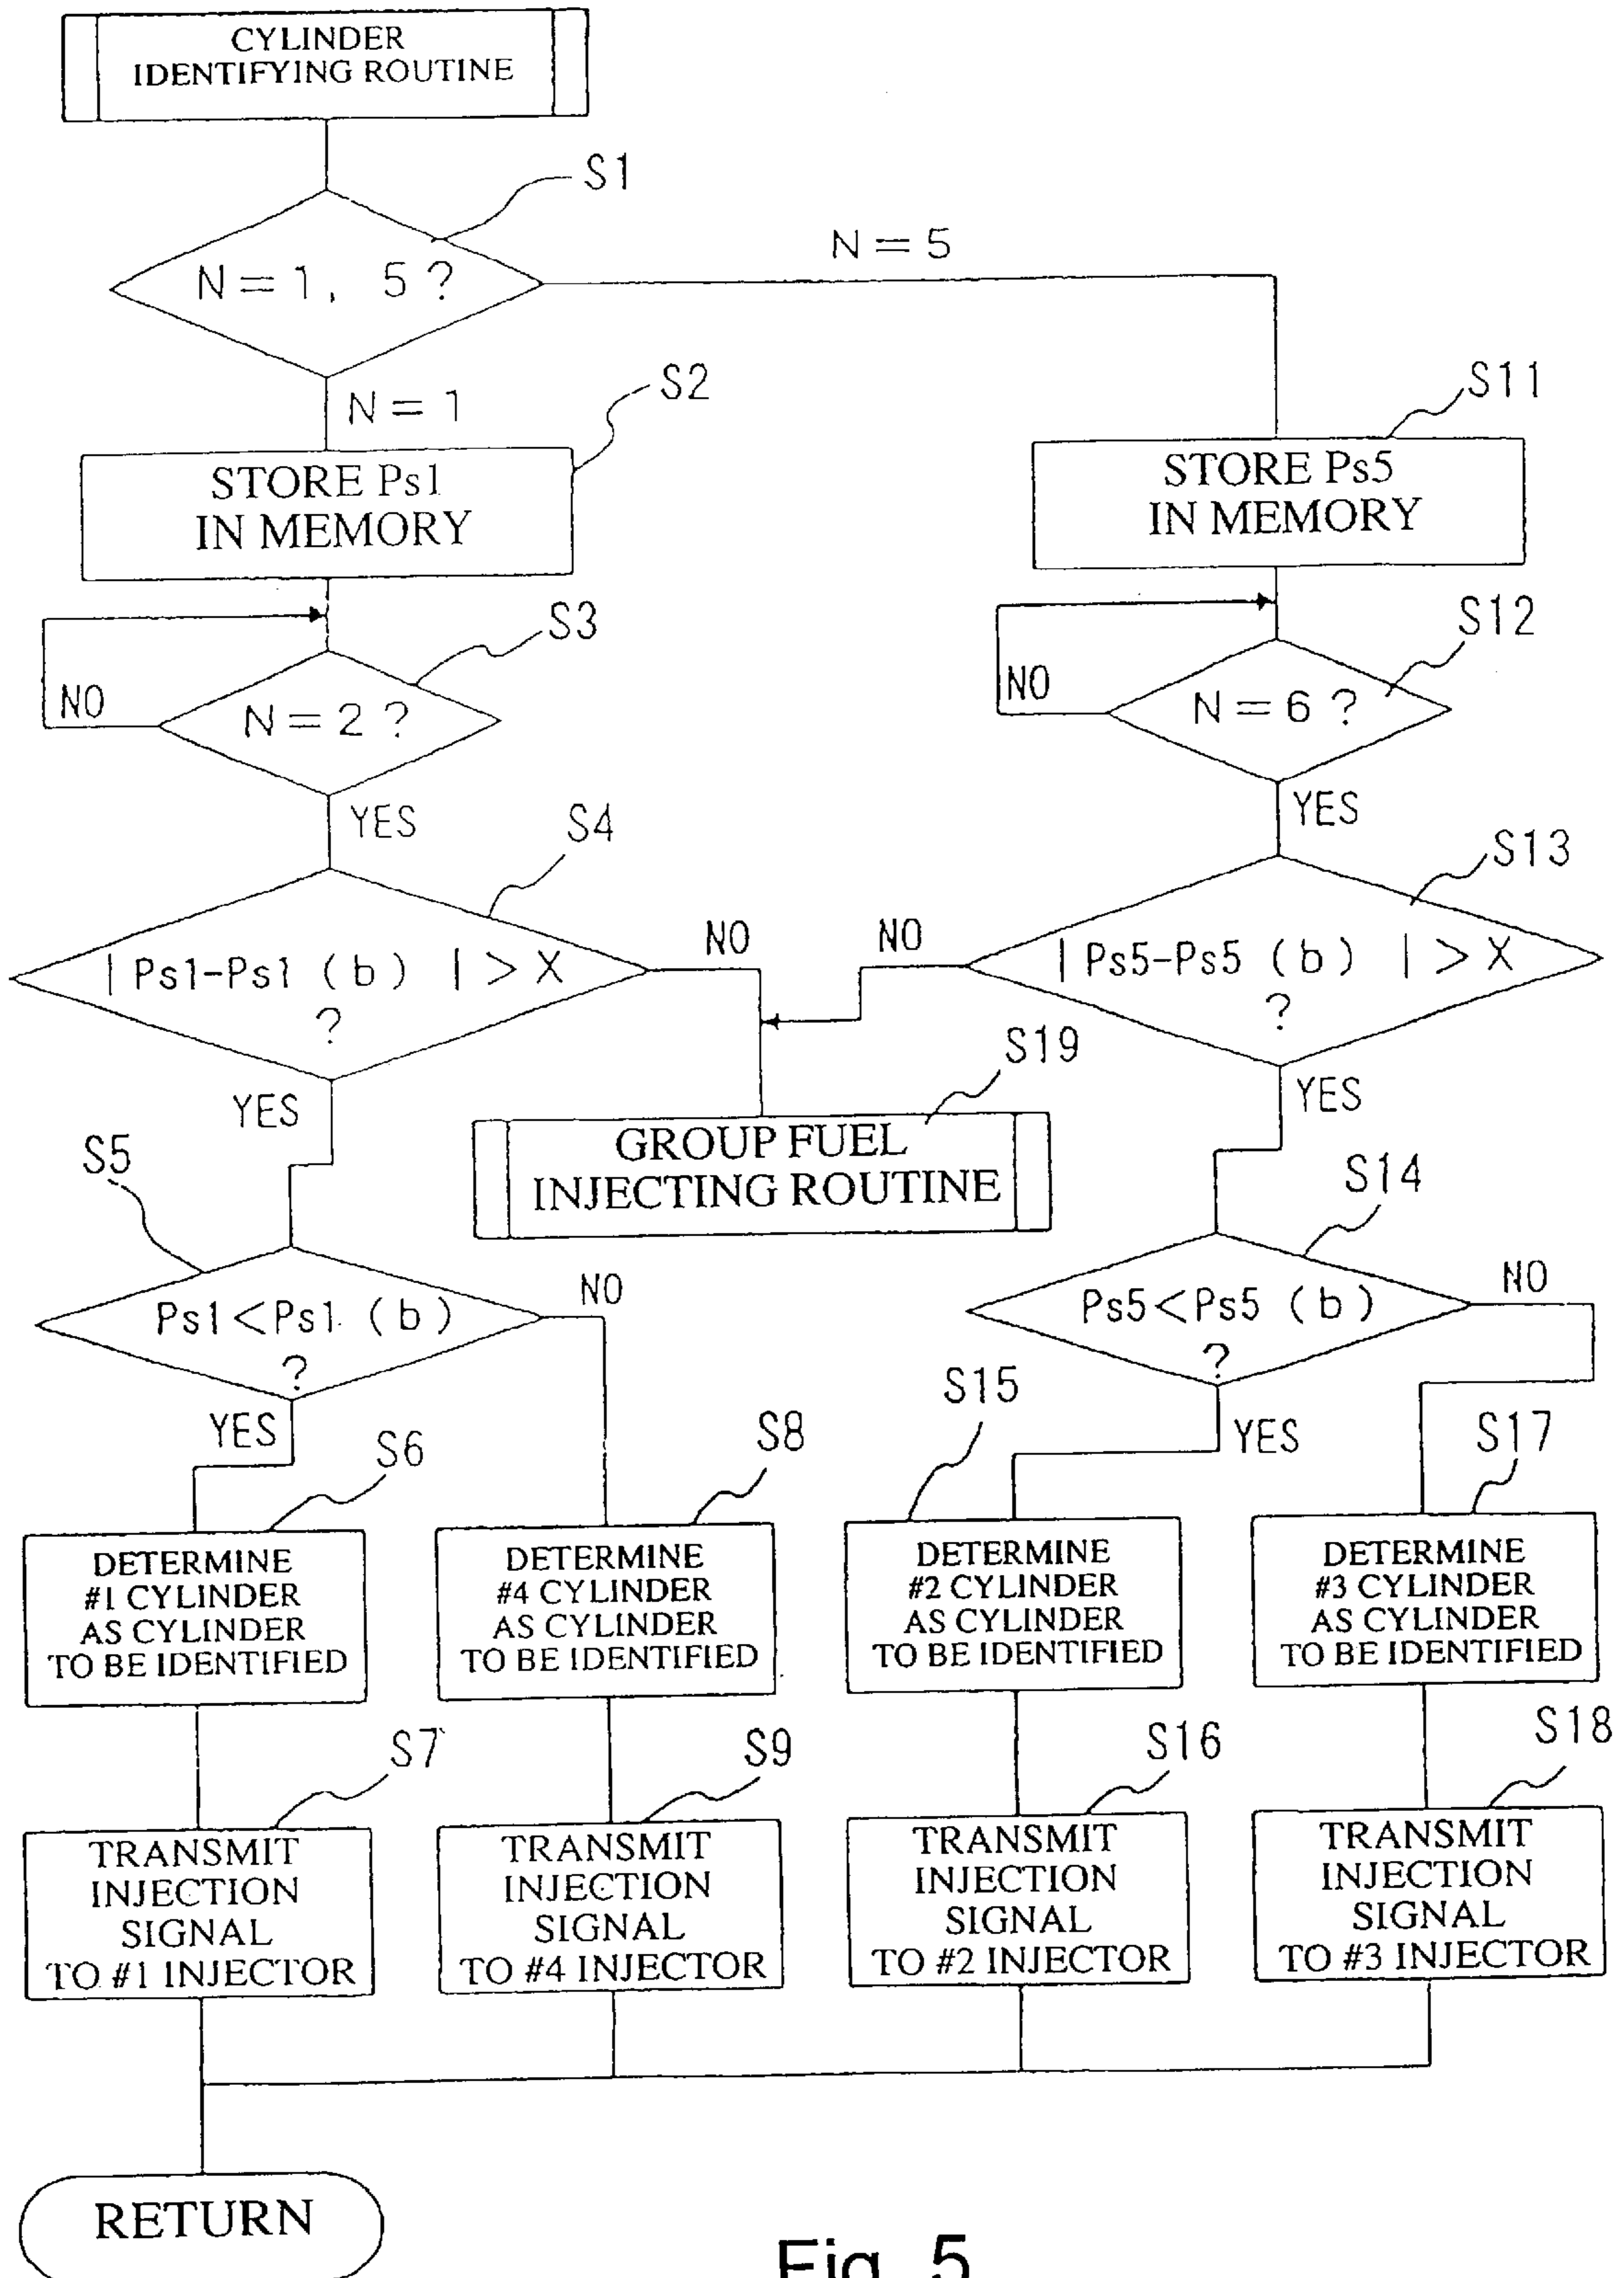 CYLINDER
IDENTIFYING ROUTINE
S1
N=1, 5?
N=5
N=1
S2
STORE Ps1
IN MEMORY
S11
STORE Ps5
IN MEMORY
S3
NO
N=2?
YES
S12
NO
N=6?
YES
S4
|Ps1-Ps1(b)|>X
?
NO
YES
S13
NO
|Ps5-Ps5(b)|>X
?
YES
S19
GROUP FUEL
INJECTING ROUTINE
S5
Ps1<Ps1(b)
?
NO
YES
S14
Ps5<Ps5(b)
?
NO
YES
S6
DETERMINE
#1 CYLINDER
AS CYLINDER
TO BE IDENTIFIED
S8
DETERMINE
#4 CYLINDER
AS CYLINDER
TO BE IDENTIFIED
S15
DETERMINE
#2 CYLINDER
AS CYLINDER
TO BE IDENTIFIED
S17
DETERMINE
#3 CYLINDER
AS CYLINDER
TO BE IDENTIFIED
S7
TRANSMIT
INJECTION
SIGNAL
TO #1 INJECTOR
S9
TRANSMIT
INJECTION
SIGNAL
TO #4 INJECTOR
S16
TRANSMIT
INJECTION
SIGNAL
TO #2 INJECTOR
S18
TRANSMIT
INJECTION
SIGNAL
TO #3 INJECTOR
RETURN
Fig. 5